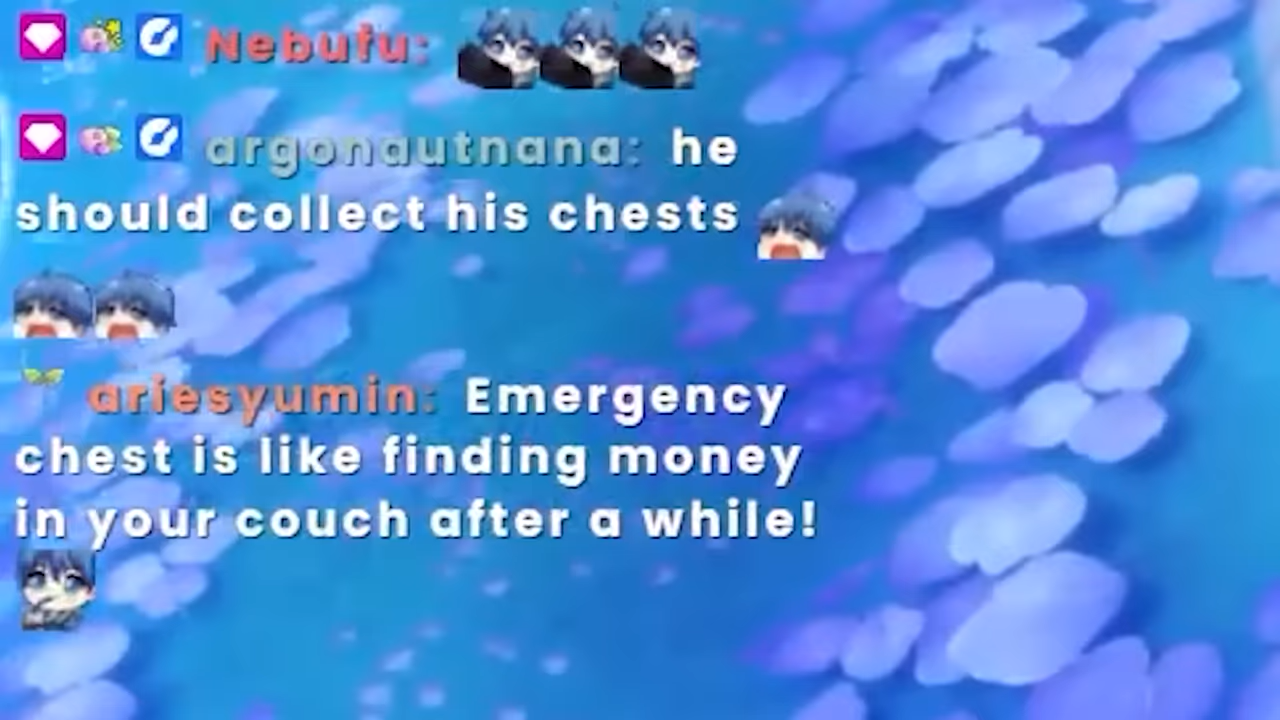 Nebufu:
argonautnana: he
should collect his chests
ariesyumin: Emergency
chest is like finding money
in your couch after a while!